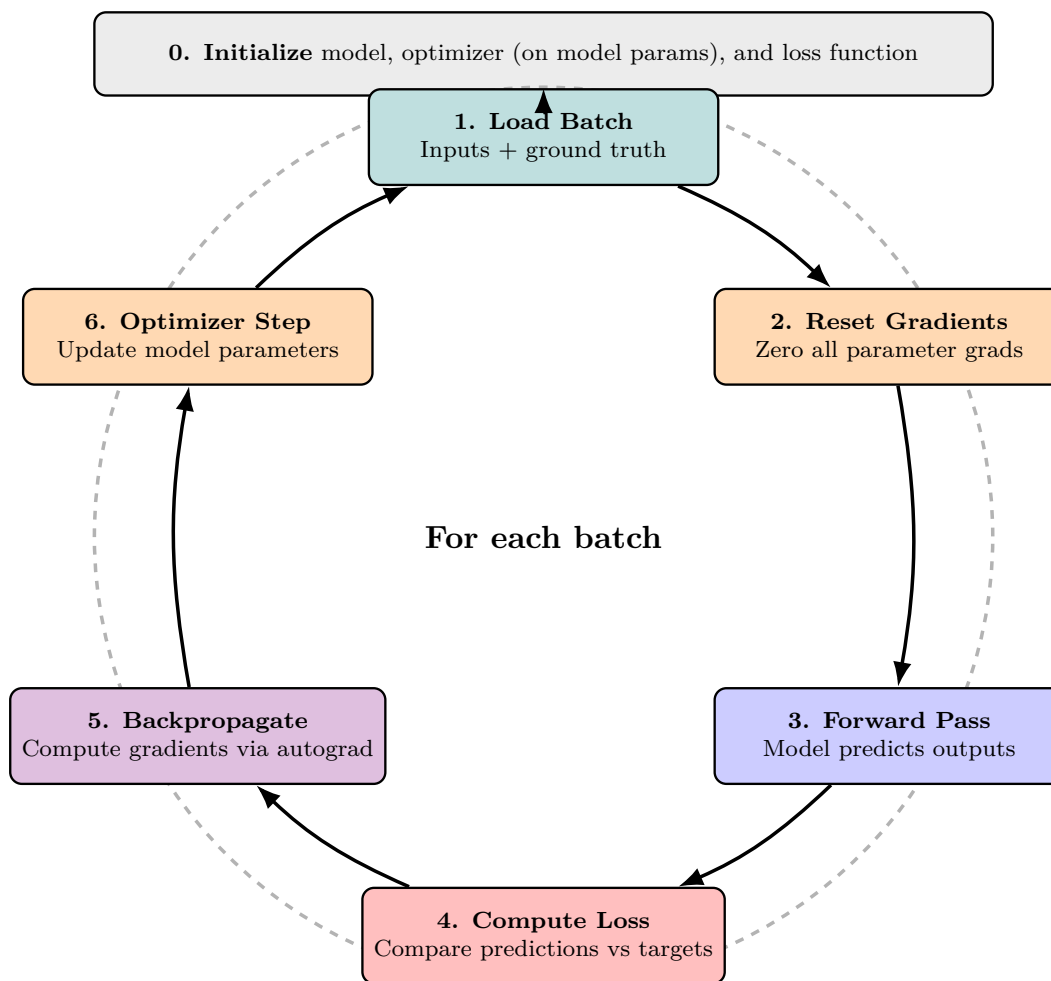 0. Initialize model, optimizer (on model params), and loss function
1. Load Batch
Inputs + ground truth
2. Reset Gradients
Zero all parameter grads
3. Forward Pass
Model predicts outputs
4. Compute Loss
Compare predictions vs targets
5. Backpropagate
Compute gradients via autograd
6. Optimizer Step
Update model parameters
For each batch